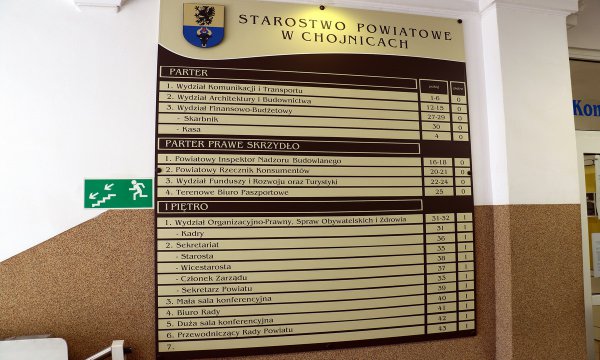 STAROSTWO POWIATOWE
W CHOJNICACH
PARTER
pokój piętro
1. Wydział Komunikacji i Transportu 1-6 0
2. Wydział Architektury i Budownictwa 12-15 0
3. Wydział Finansowo-Budżetowy 27-29 0
- Skarbnik 30 0
- Kasa 4 0
PARTER PRAWE SKRZYDŁO
1. Powiatowy Inspektor Nadzoru Budowlanego 16-18 0
2. Powiatowy Rzecznik Konsumentów 20-21 0
3. Wydział Funduszy i Rozwoju oraz Turystyki 22-24 0
4. Terenowe Biuro Paszportowe 25 0
I PIĘTRO
1. Wydział Organizacyjno-Prawny, Spraw Obywatelskich i Zdrowia 31-32 1
- Kadry 31 1
2. Sekretariat 36 1
- Starosta 35 1
- Wicestarosta 38 1
- Członek Zarządu 37 1
- Sekretarz Powiatu 33 1
3. Mała sala konferencyjna 39 1
4. Biuro Rady 40 1
5. Duża sala konferencyjna 41 1
6. Przewodniczący Rady Powiatu 42 1
7. 43 1
Kon